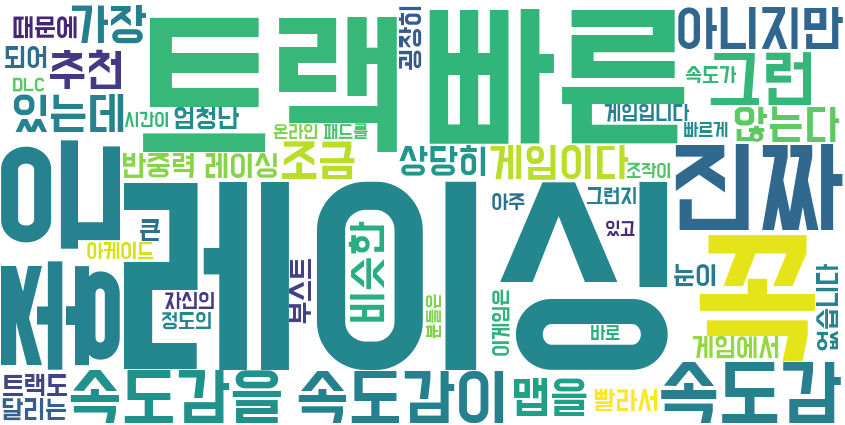 때문에
가장
트랙
빠른
굉장히
아니지만
되어
추천
속도가
그런
DLC
있는데
시간이
엄청난
온라인 패드를
게임입니다
빠르게
않는다
좋은
반중력 레이싱
조금
상당히
게임이다
조작이
진짜
레이싱
비슷한
아주
그런지
있고
큰
아케이드
꼭
눈이
자신의
정도의
부스트
분들은
이게임은
바로
없습니다
게임에서
트랙도
달리는
속도감을
속도감이
맵을
빨라서
속도감